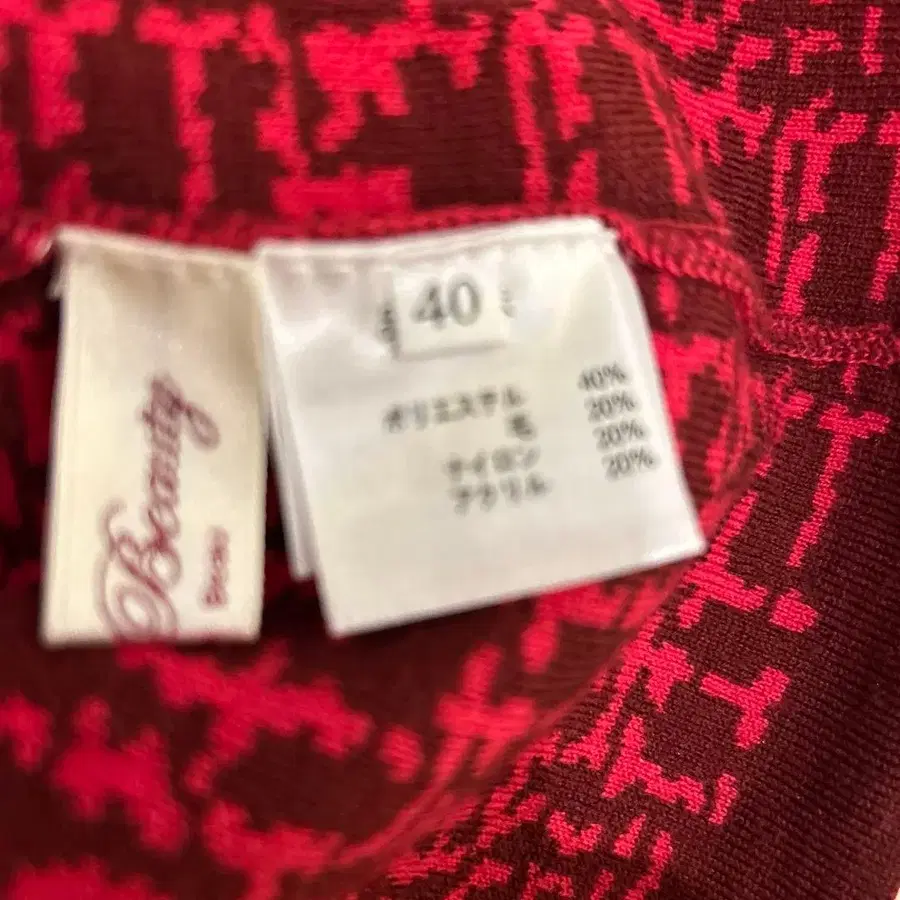 Beauty
40
ポリエステル 40%
毛 20%
ナイロン 20%
アクリル 20%